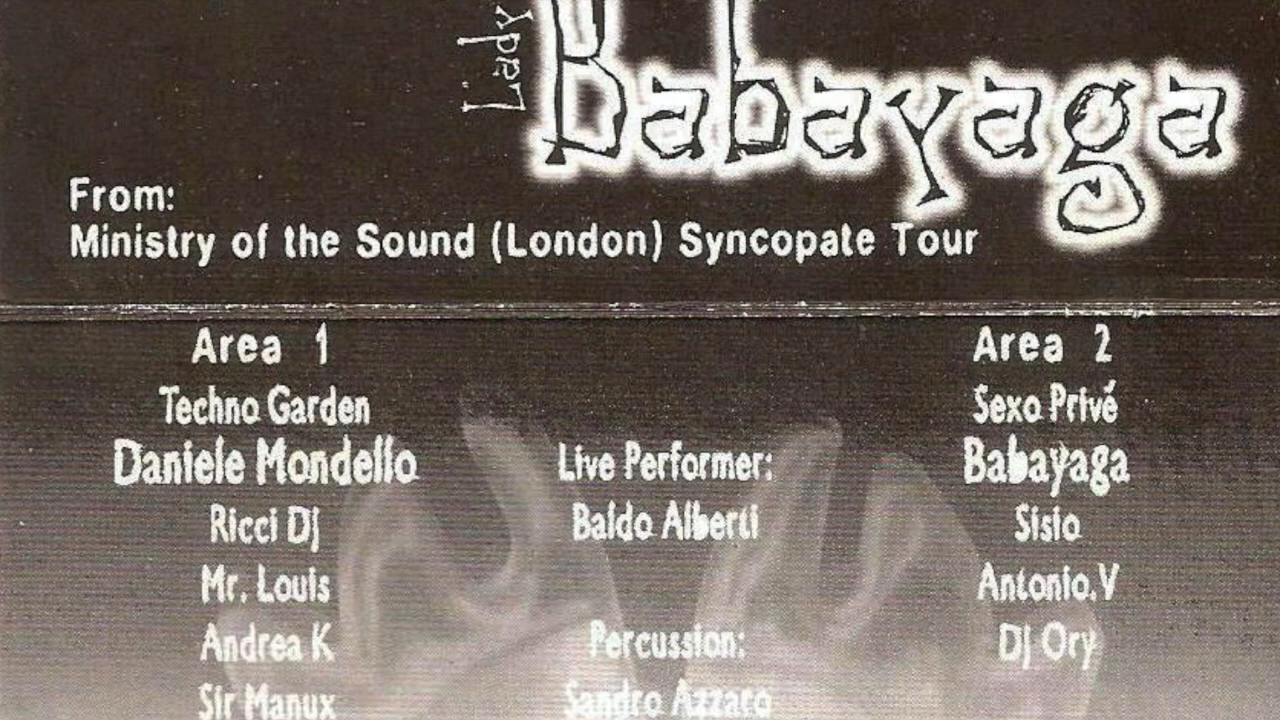 Lady
Babayaga
From:
Ministry of the Sound (London) Syncopate Tour
Area 1
Techno Garden
Daniele Mondello
Ricci Dj
Mr. Louis
Andrea K
Sir Manux
Live Performer:
Baldo Alberti
Percussion:
Sandro Azzaro
Area 2
Sexo Privé
Babayaga
Sisio
Antonio.V
Dj Ory